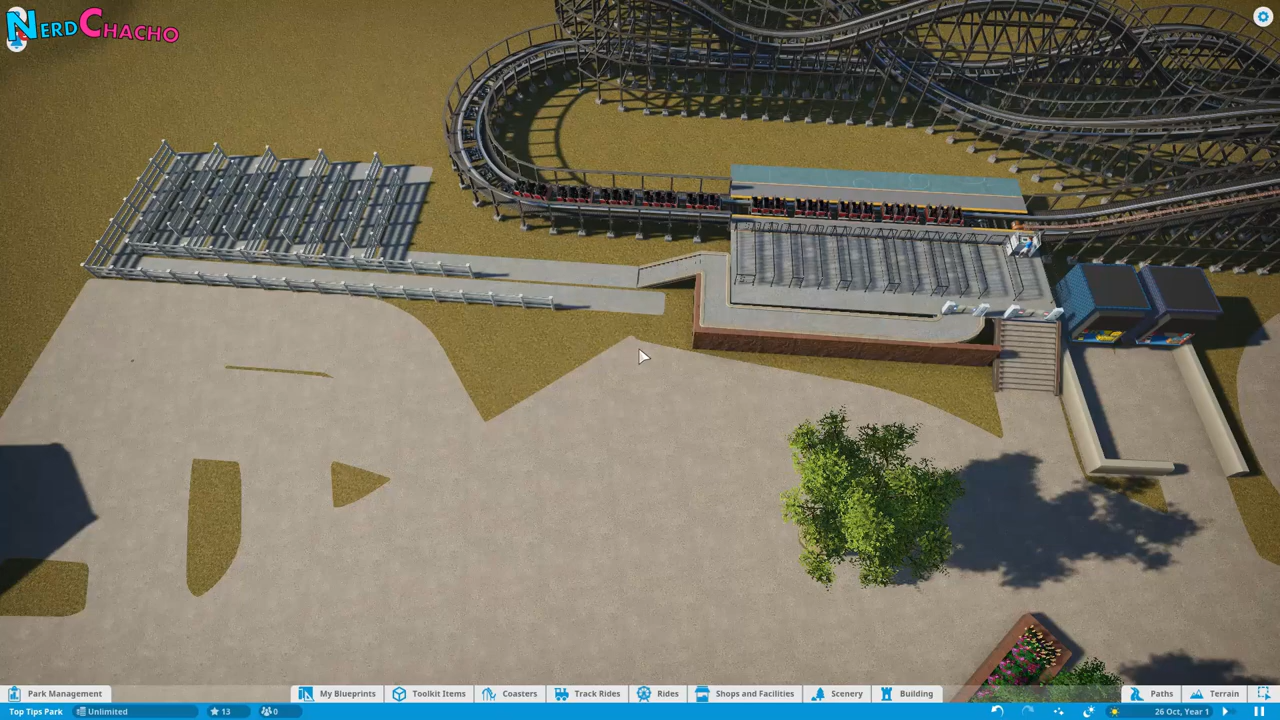 NERDCHACHO
Park Management
My Blueprints
Toolkit Items
Coasters
Track Rides
Rides
Shops and Facilities
Scenery
Building
Paths
Terrain
Top Tips Park
Unlimited
13
0
26 Oct, Year 1